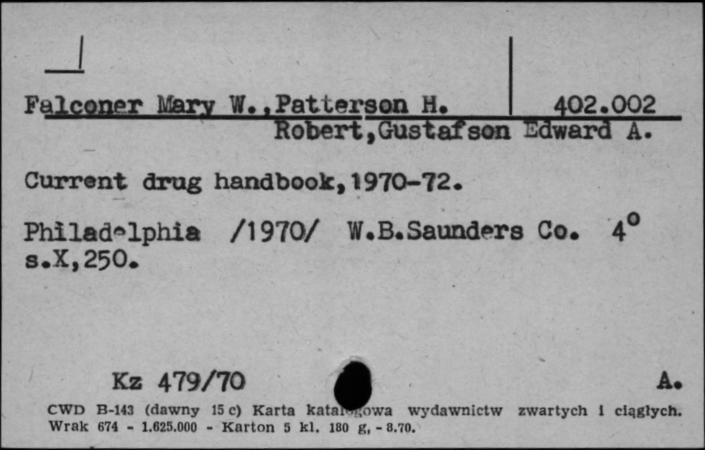 Falconer Mary W.,Patterson H. 402.002
Robert,Gustafson Edward A.
Current drug handbook,1970-72.
Philadelphia /1970/ W.B.Saunders Co. 4°
s.X,250.
Kz 479/70 A.
CWD B-143 (dawny 15 c) Karta katalogowa wydawnictw zwartych i ciągłych.
Wrak 674 - 1.625.000 - Karton 5 kl. 180 g, - 8.70.